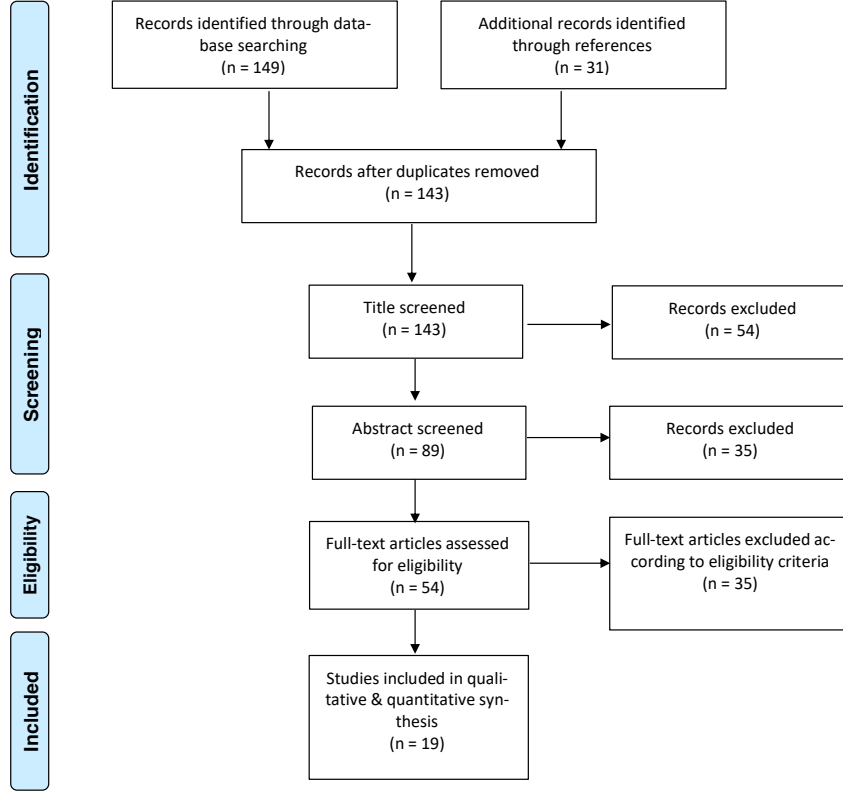 Identification
Records identified through data-
base searching
(n = 149)
Additional records identified
through references
(n = 31)
Records after duplicates removed
(n = 143)
Screening
Title screened
(n = 143)
Records excluded
(n = 54)
Abstract screened
(n = 89)
Records excluded
(n = 35)
Eligibility
Full-text articles assessed
for eligibility
(n = 54)
Full-text articles excluded ac-
cording to eligibility criteria
(n = 35)
Included
Studies included in quali-
tative & quantitative syn-
thesis
(n = 19)